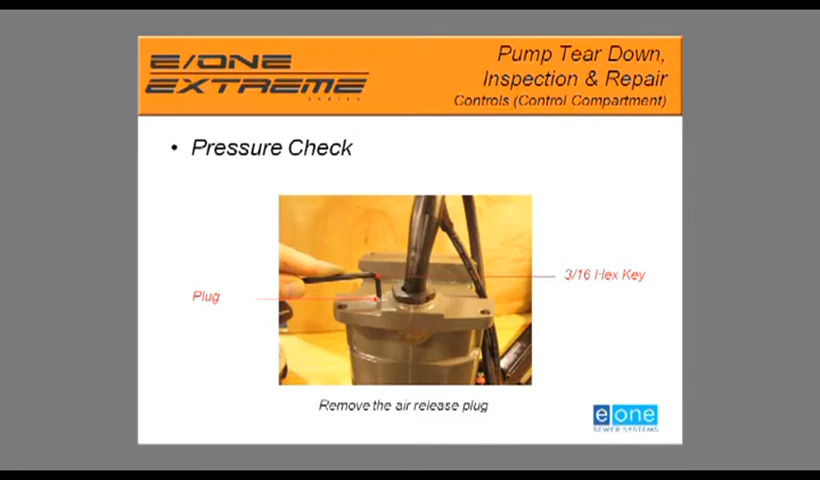 E/ONE
EXTREME
SERIES
Pump Tear Down,
Inspection & Repair
Controls (Control Compartment)
• Pressure Check
3/16 Hex Key
Plug
Remove the air release plug
e|one
SEWER SYSTEMS